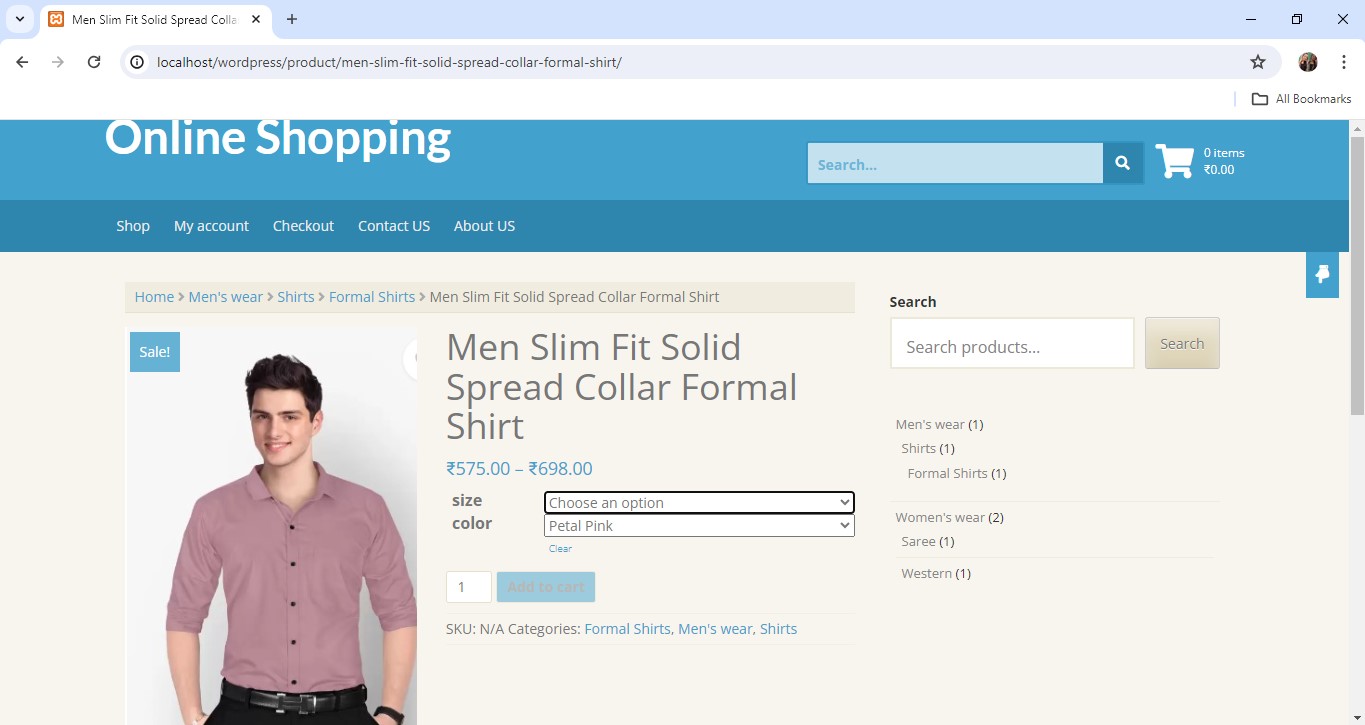 Men Slim Fit Solid Spread Colla
localhost/wordpress/product/men-slim-fit-solid-spread-collar-formal-shirt/
All Bookmarks
Online Shopping
Search...
0 items
₹0.00
Shop My account Checkout Contact US About US
Home > Men's wear > Shirts > Formal Shirts > Men Slim Fit Solid Spread Collar Formal Shirt
Sale!
Men Slim Fit Solid
Spread Collar Formal
Shirt
₹575.00 – ₹698.00
size Choose an option
color Petal Pink
Clear
1 Add to cart
SKU: N/A Categories: Formal Shirts, Men's wear, Shirts
Search
Search products... Search
Men's wear (1)
Shirts (1)
Formal Shirts (1)
Women's wear (2)
Saree (1)
Western (1)